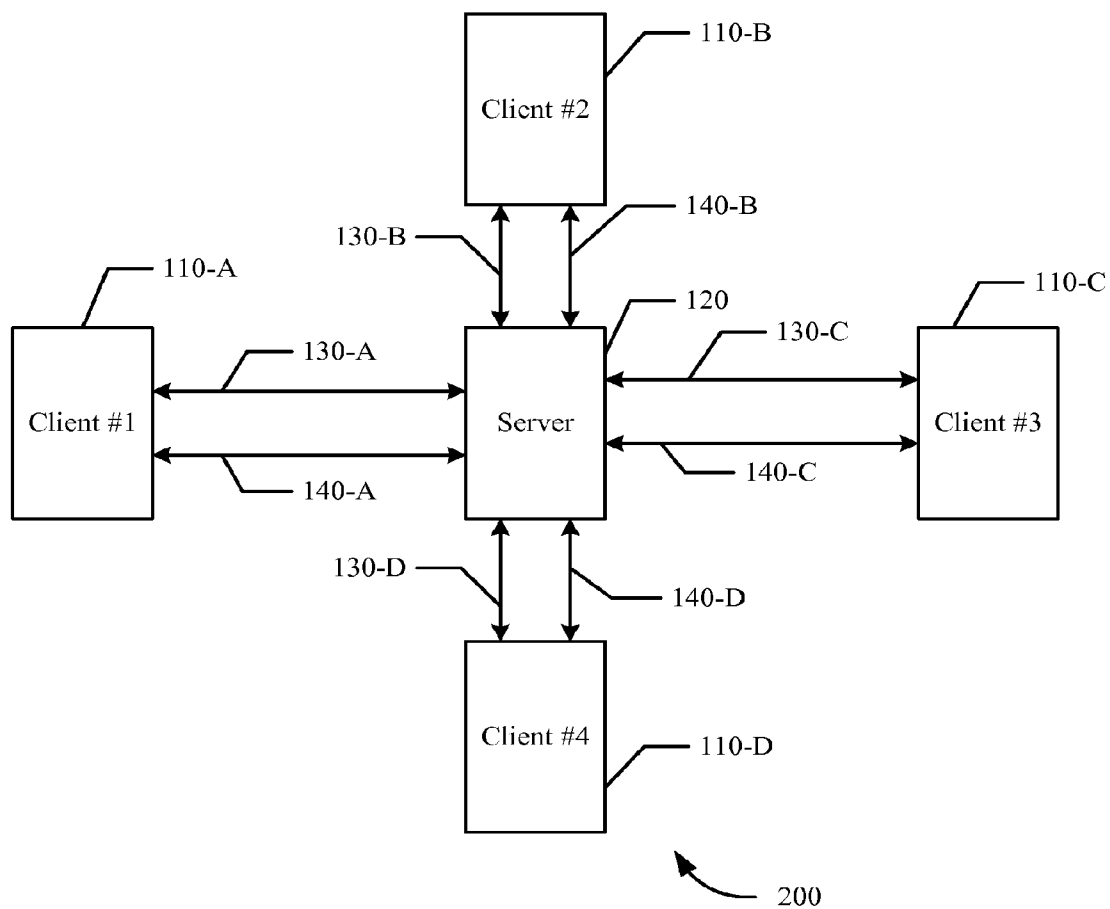 110-B
Client #2
140-B
130-B
110-A
120
110-C
130-A
130-C
Client #1
Server
Client #3
140-A
140-C
130-D
140-D
Client #4
110-D
200